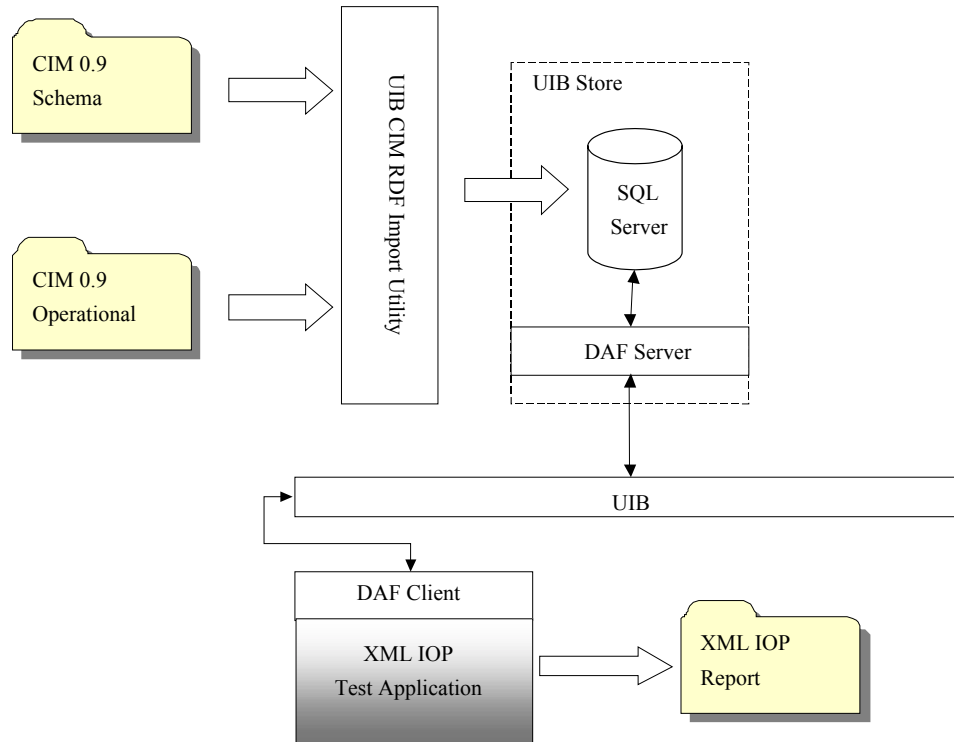 CIM 0.9
Schema
UIB CIM RDF Import Utility
UIB Store
SQL
Server
CIM 0.9
Operational
DAF Server
UIB
DAF Client
XML IOP
Test Application
XML IOP
Report